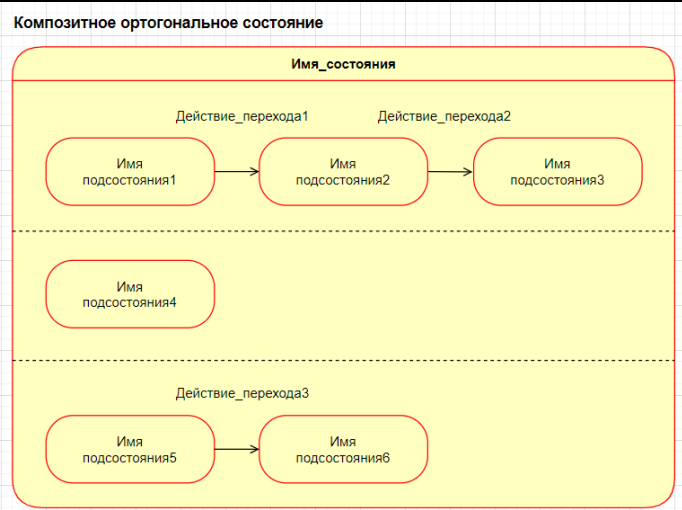 Композитное ортогональное состояние
Имя_состояния
Действие_перехода1 Действие_перехода2
Имя
подсостояния1
Имя
подсостояния2
Имя
подсостояния3
Имя
подсостояния4
Действие_перехода3
Имя
подсостояния5
Имя
подсостояния6